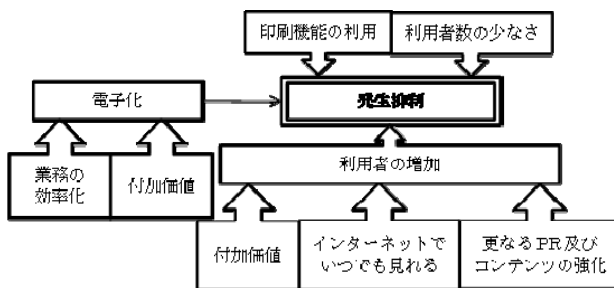 印刷機能の利用
利用者数の少なさ
電子化
発生抑制
業務の
効率化
付加価値
利用者の増加
付加価値
インターネットで
いつでも見れる
更なるPR及び
コンテンツの強化